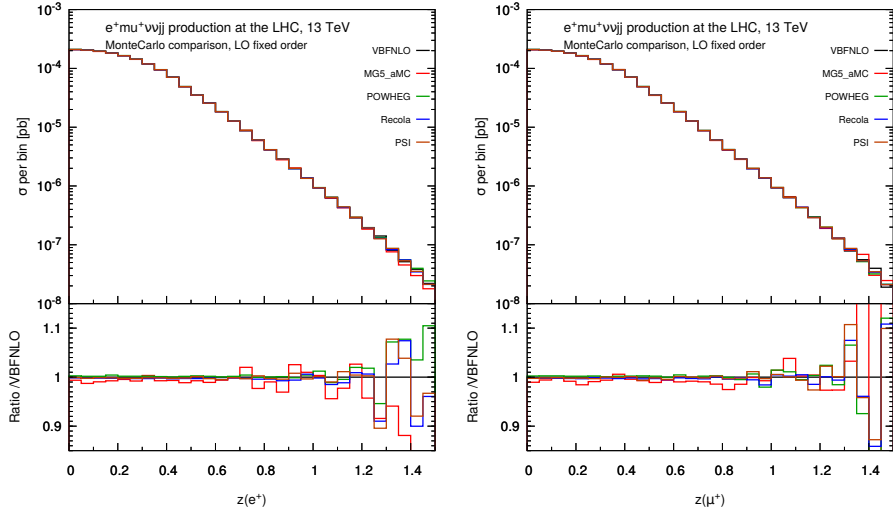 e⁺mu⁺ννjj production at the LHC, 13 TeV
MonteCarlo comparison, LO fixed order
VBFNLO
MG5_aMC
POWHEG
Recola
PSI
σ per bin [pb]
10⁻³
10⁻⁴
10⁻⁵
10⁻⁶
10⁻⁷
10⁻⁸
Ratio /VBFNLO
1.1
1
0.9
0 0.2 0.4 0.6 0.8 1 1.2 1.4
z(e⁺)
e⁺mu⁺ννjj production at the LHC, 13 TeV
MonteCarlo comparison, LO fixed order
VBFNLO
MG5_aMC
POWHEG
Recola
PSI
σ per bin [pb]
10⁻³
10⁻⁴
10⁻⁵
10⁻⁶
10⁻⁷
10⁻⁸
Ratio /VBFNLO
1.1
1
0.9
0 0.2 0.4 0.6 0.8 1 1.2 1.4
z(μ⁺)